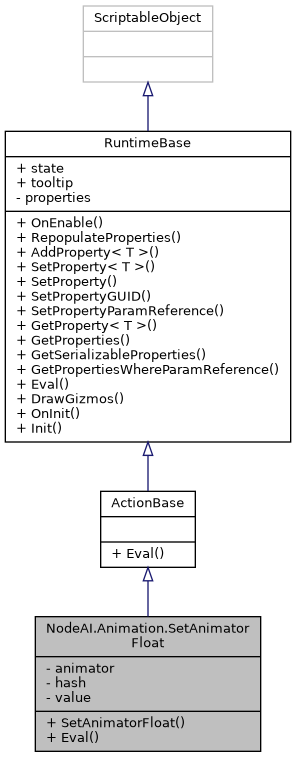 ScriptableObject
RuntimeBase
+ state
+ tooltip
- properties
+ OnEnable()
+ RepopulateProperties()
+ AddProperty< T >()
+ SetProperty< T >()
+ SetProperty()
+ SetPropertyGUID()
+ SetPropertyParamReference()
+ GetProperty< T >()
+ GetProperties()
+ GetSerializableProperties()
+ GetPropertiesWhereParamReference()
+ Eval()
+ DrawGizmos()
+ OnInit()
+ Init()
ActionBase
+ Eval()
NodeAI.Animation.SetAnimator
Float
- animator
- hash
- value
+ SetAnimatorFloat()
+ Eval()